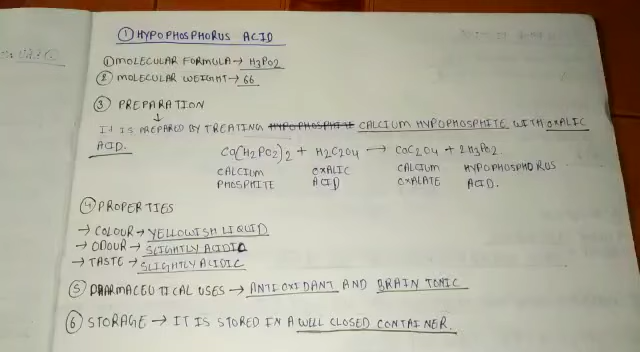 ① HYPOPHOSPHORUS ACID
① MOLECULAR FORMULA → H3PO2
② MOLECULAR WEIGHT → 66
③ PREPARATION
IT IS PREPARED BY TREATING HYPOPHOSPHITE CALCIUM HYPOPHOSPHITE WITH OXALIC
ACID.
Ca(H2PO2)2 + H2C2O4 → CaC2O4 + 2H3PO2
CALCIUM OXALIC CALCIUM HYPOPHOSPHORUS
PHOSPHITE ACID OXALATE ACID.
④ PROPERTIES
→ COLOUR → YELLOWISH LIQUID
→ ODOUR → SLIGHTLY ACIDIC
→ TASTE → SLIGHTLY ACIDIC
⑤ PHARMACEUTICAL USES → ANTIOXIDANT AND BRAIN TONIC
⑥ STORAGE → IT IS STORED IN A WELL CLOSED CONTAINER.